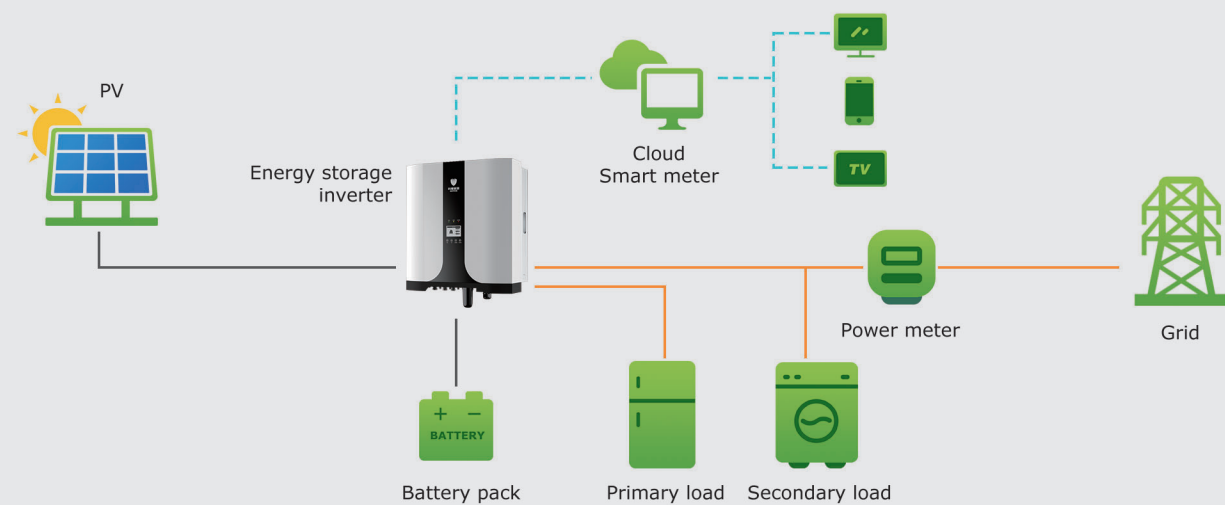 PV
Energy storage
inverter
Cloud
Smart meter
TV
Power meter
Grid
+ −
BATTERY
Battery pack
Primary load
Secondary load